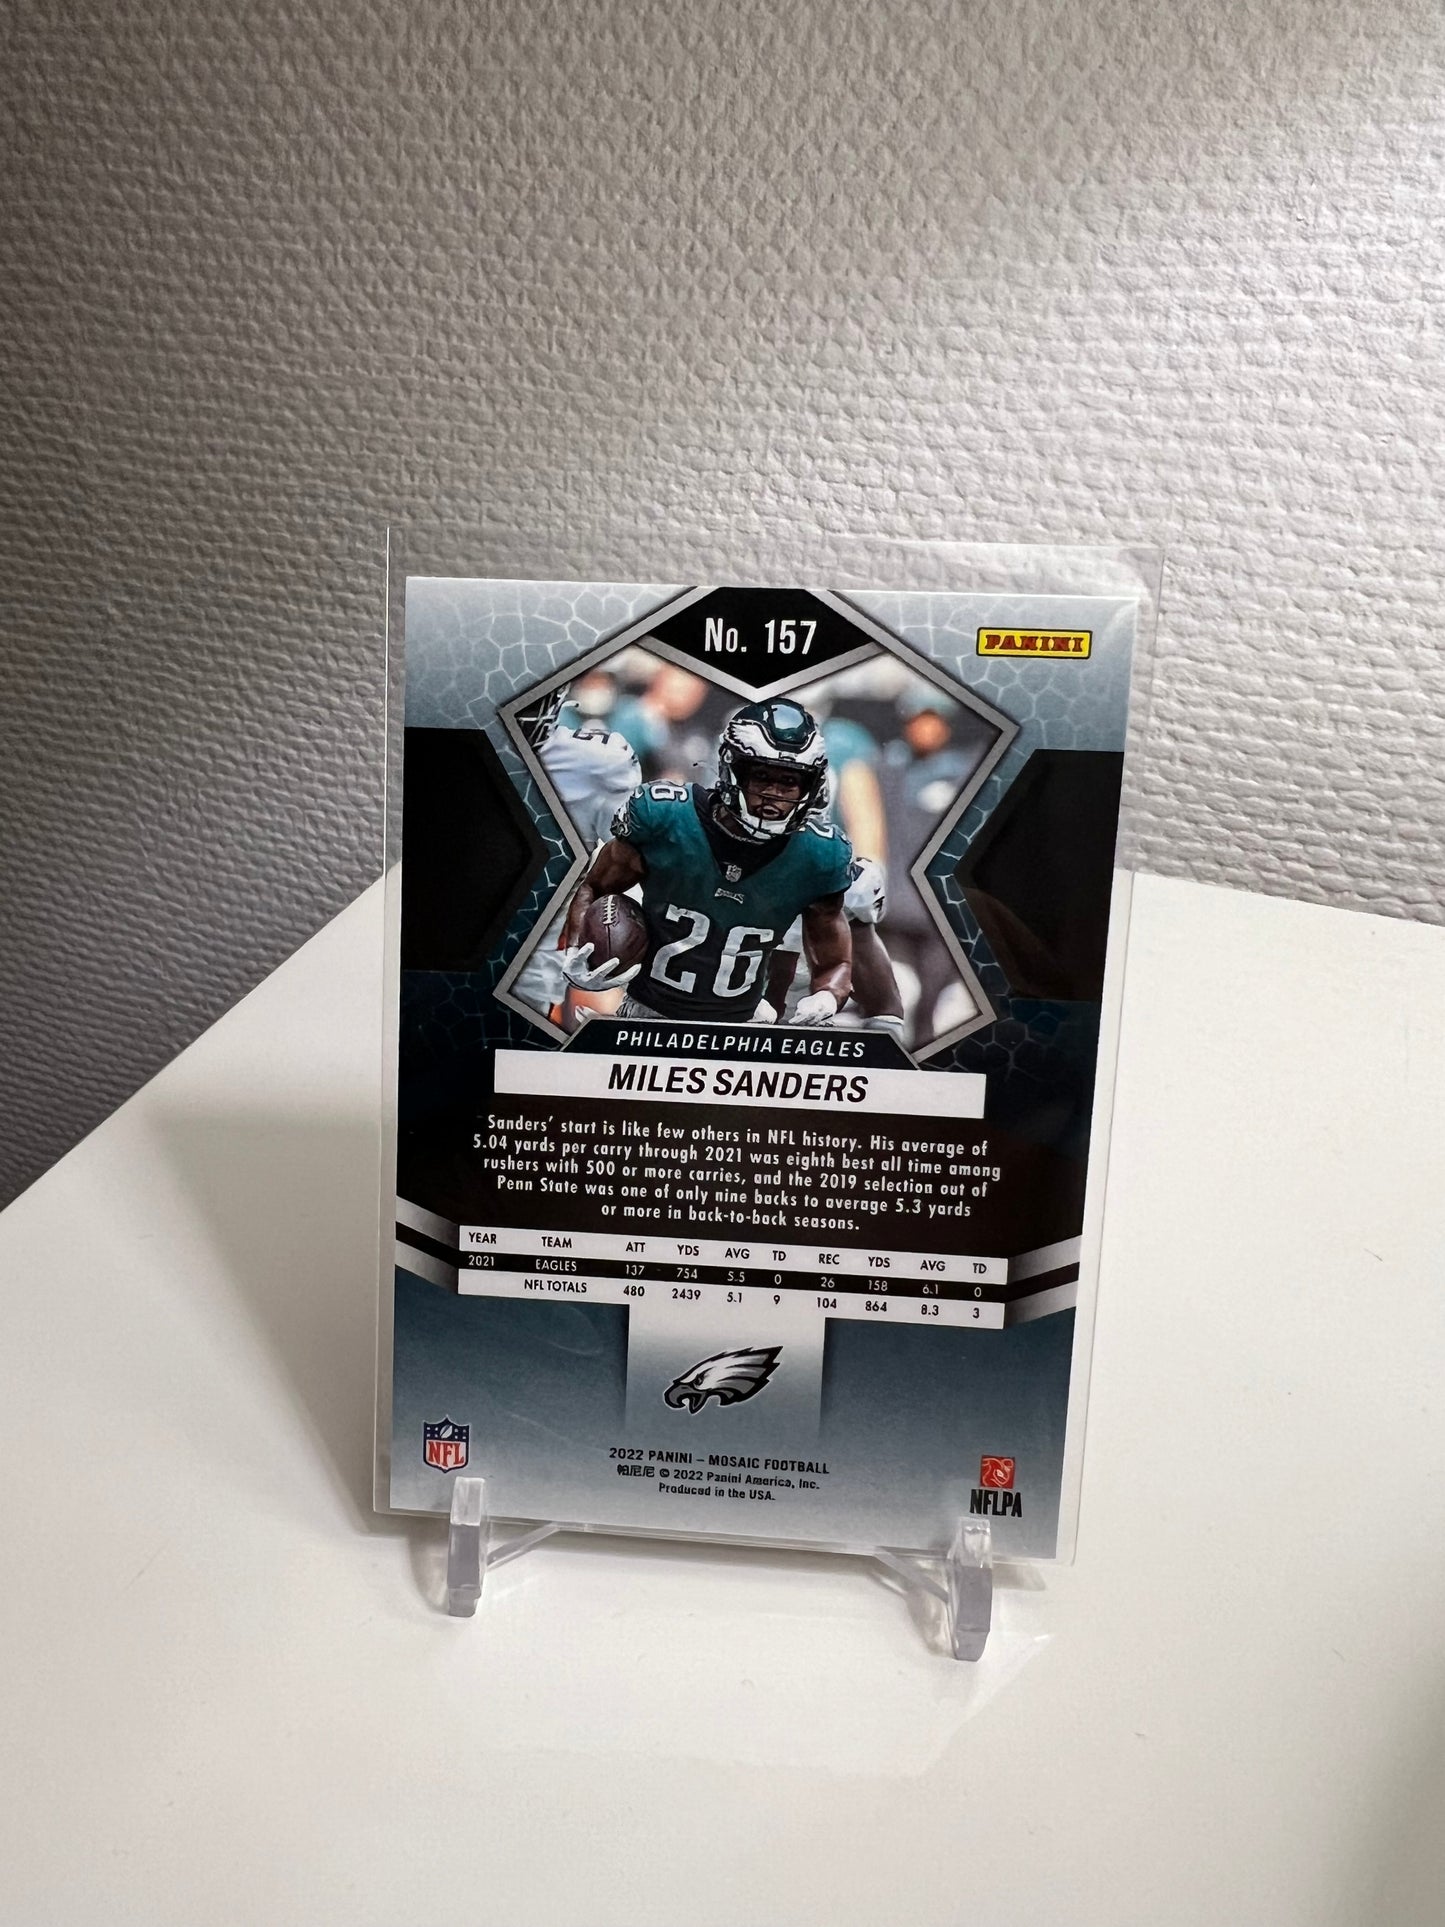 No. 157
PANINI
26
26
26
EAGLES
PHILADELPHIA EAGLES
MILES SANDERS
Sanders' start is like few others in NFL history. His average of
5.04 yards per carry through 2021 was eighth best all time among
rushers with 500 or more carries, and the 2019 selection out of
Penn State was one of only nine backs to average 5.3 yards
or more in back-to-back seasons.
YEAR TEAM ATT YDS AVG TD REC YDS AVG TD
2021 EAGLES 137 754 5.5 0 26 158 6.1 0
NFL TOTALS 480 2439 5.1 9 104 864 8.3 3
NFL
2022 PANINI – MOSAIC FOOTBALL
帕尼尼 © 2022 Panini America, Inc.
Produced in the USA.
NFLPA